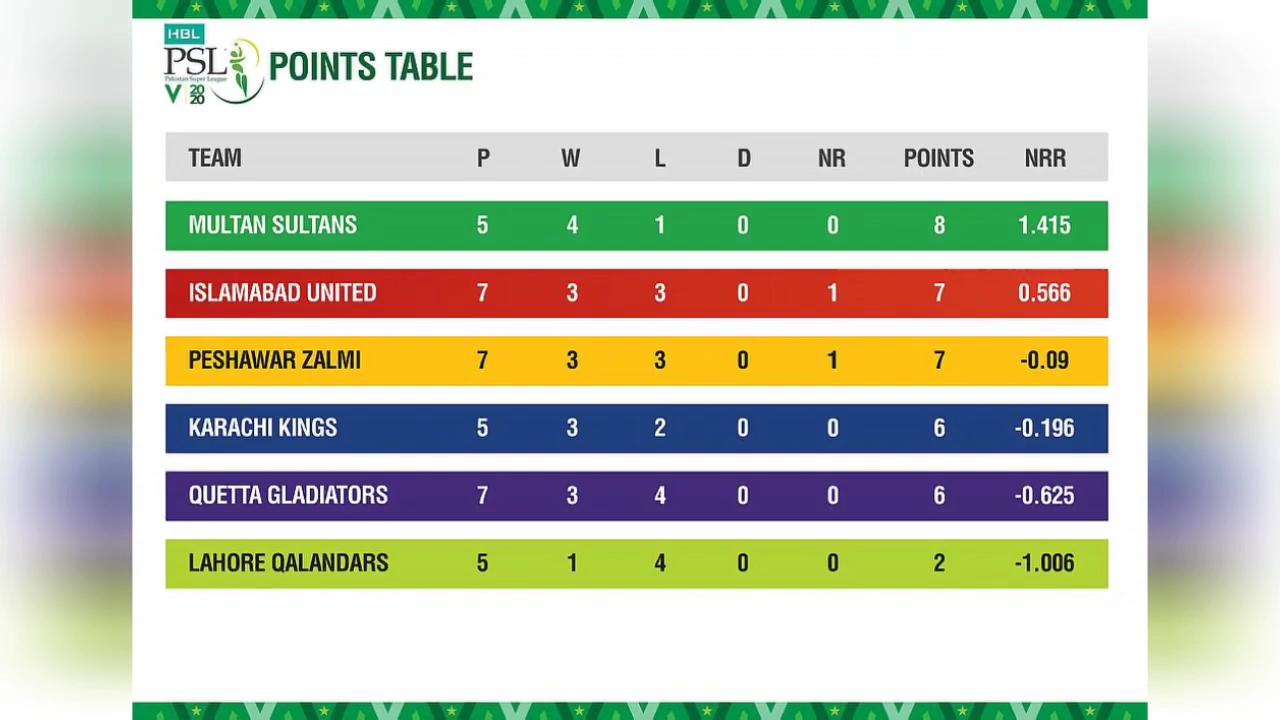 HBL
PSL
Pakistan Super League
V 2020
POINTS TABLE
TEAM P W L D NR POINTS NRR
MULTAN SULTANS 5 4 1 0 0 8 1.415
ISLAMABAD UNITED 7 3 3 0 1 7 0.566
PESHAWAR ZALMI 7 3 3 0 1 7 -0.09
KARACHI KINGS 5 3 2 0 0 6 -0.196
QUETTA GLADIATORS 7 3 4 0 0 6 -0.625
LAHORE QALANDARS 5 1 4 0 0 2 -1.006